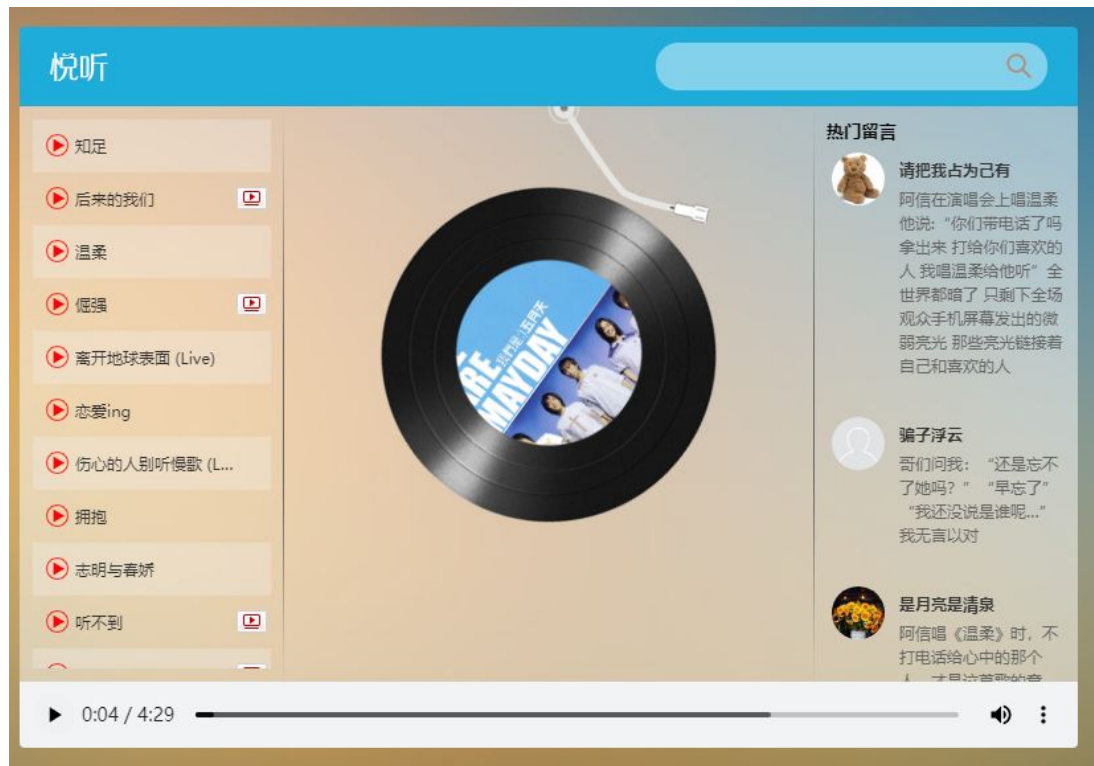 悦听
知足
后来的我们
温柔
倔强
离开地球表面 (Live)
恋爱ing
伤心的人别听慢歌 (L...
拥抱
志明与春娇
听不到
我們是 五月天
ARE
MAYDAY
热门留言
请把我占为己有
阿信在演唱会上唱温柔
他说:“你们带电话了吗
拿出来 打给你们喜欢的
人 我唱温柔给他听” 全
世界都暗了 只剩下全场
观众手机屏幕发出的微
弱亮光 那些亮光链接着
自己和喜欢的人
骗子浮云
哥们问我： “还是忘不
了她吗？” “早忘了”
“我还没说是谁呢...”
我无言以对
是月亮是清泉
阿信唱《温柔》时，不
打电话给心中的那个
0:04 / 4:29